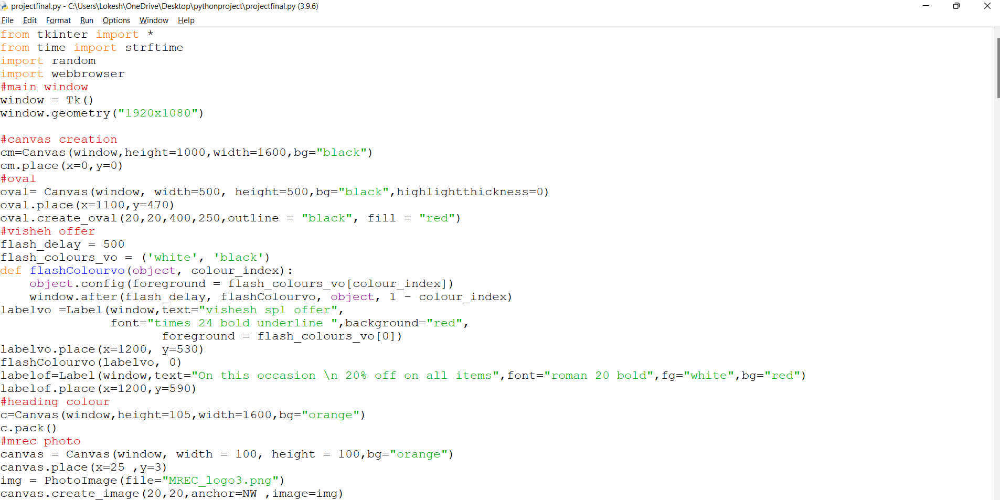 projectfinal.py - C:\Users\Lokesh\OneDrive\Desktop\pythonproject\projectfinal.py (3.9.6)
File Edit Format Run Options Window Help
from tkinter import *
from time import strftime
import random
import webbrowser
#main window
window = Tk()
window.geometry("1920x1080")

#canvas creation
cm=Canvas(window,height=1000,width=1600,bg="black")
cm.place(x=0,y=0)
#oval
oval= Canvas(window, width=500, height=500,bg="black",highlightthickness=0)
oval.place(x=1100,y=470)
oval.create_oval(20,20,400,250,outline = "black", fill = "red")
#visheh offer
flash_delay = 500
flash_colours_vo = ('white', 'black')
def flashColourvo(object, colour_index):
    object.config(foreground = flash_colours_vo[colour_index])
    window.after(flash_delay, flashColourvo, object, 1 - colour_index)
labelvo =Label(window,text="vishesh spl offer",
               font="times 24 bold underline ",background="red",
                      foreground = flash_colours_vo[0])
labelvo.place(x=1200, y=530)
flashColourvo(labelvo, 0)
labelof=Label(window,text="On this occasion \n 20% off on all items",font="roman 20 bold",fg="white",bg="red")
labelof.place(x=1200,y=590)
#heading colour
c=Canvas(window,height=105,width=1600,bg="orange")
c.pack()
#mrec photo
canvas = Canvas(window, width = 100, height = 100,bg="orange")
canvas.place(x=25 ,y=3)
img = PhotoImage(file="MREC_logo3.png")
canvas.create_image(20,20,anchor=NW ,image=img)